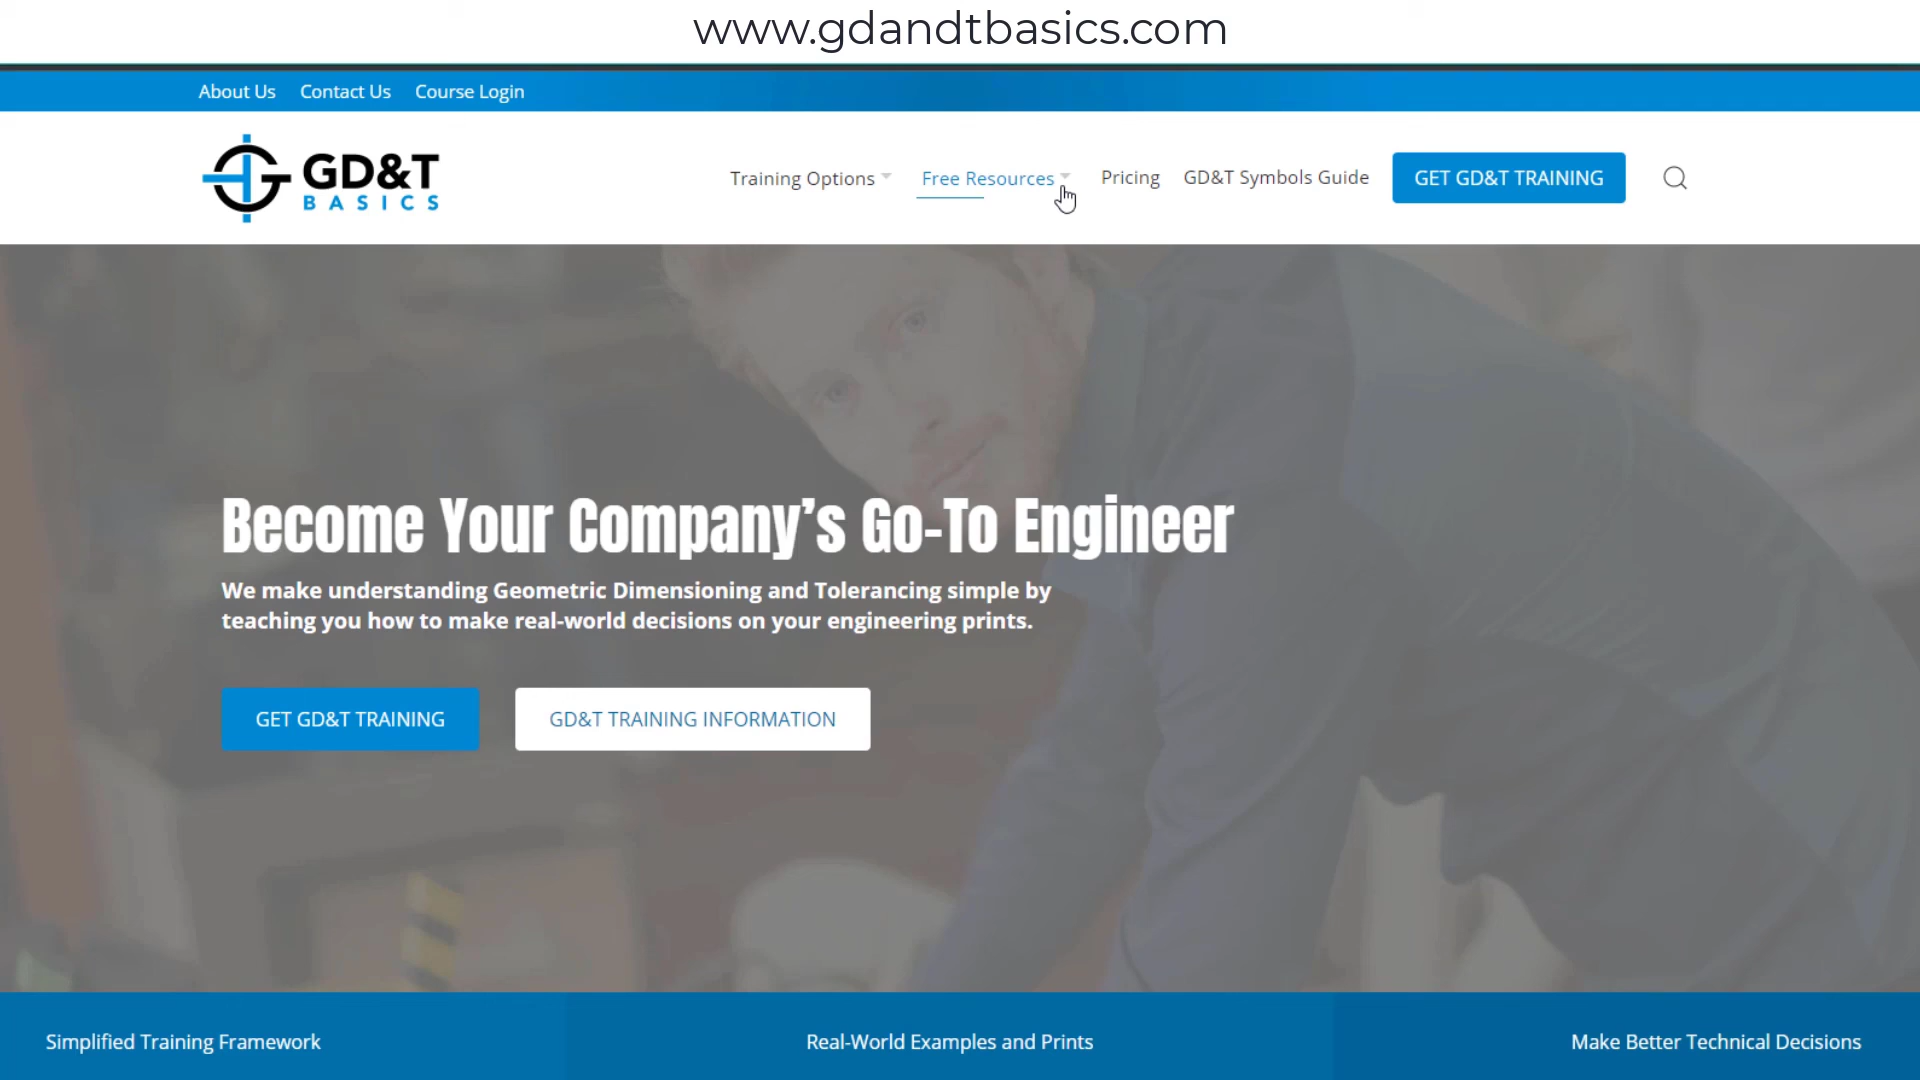 www.gdandtbasics.com
About Us Contact Us Course Login
GD&T
BASICS
Training Options Free Resources Pricing GD&T Symbols Guide GET GD&T TRAINING
Become Your Company’s Go-To Engineer
We make understanding Geometric Dimensioning and Tolerancing simple by
teaching you how to make real-world decisions on your engineering prints.
GET GD&T TRAINING GD&T TRAINING INFORMATION
Simplified Training Framework Real-World Examples and Prints Make Better Technical Decisions